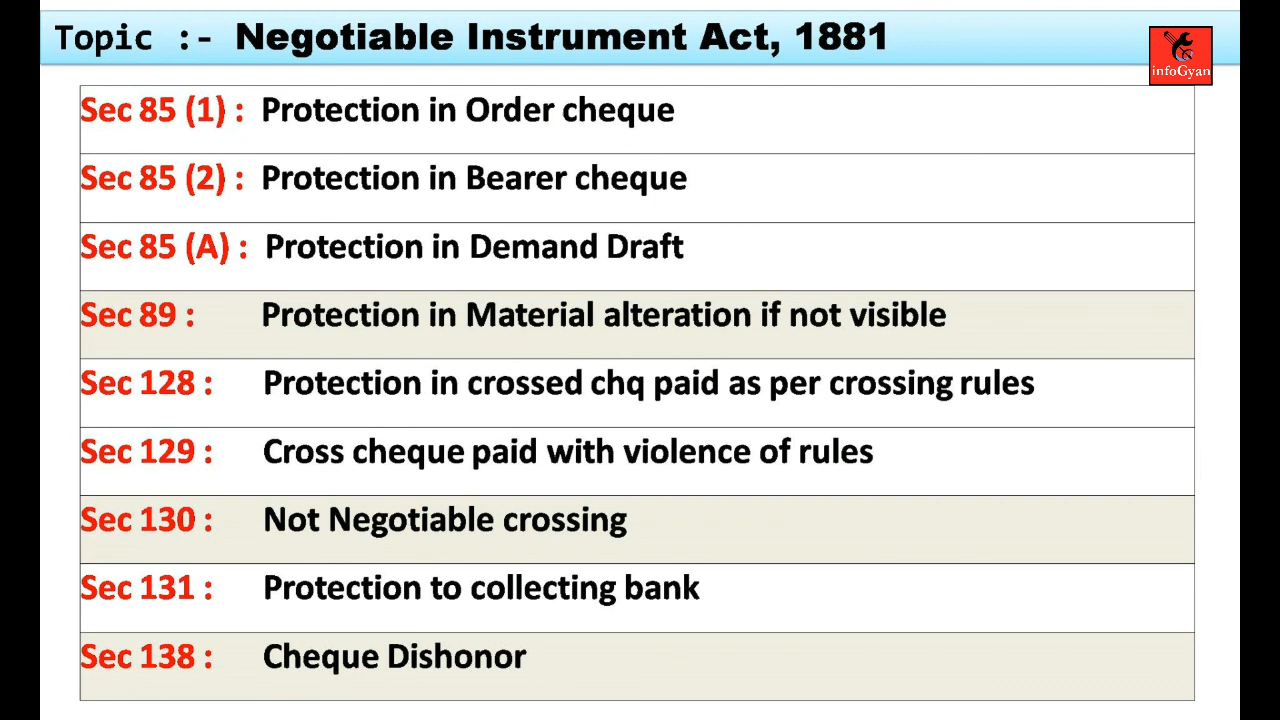 Topic :- Negotiable Instrument Act, 1881
infoGyan
Sec 85 (1) : Protection in Order cheque
Sec 85 (2) : Protection in Bearer cheque
Sec 85 (A) : Protection in Demand Draft
Sec 89 : Protection in Material alteration if not visible
Sec 128 : Protection in crossed chq paid as per crossing rules
Sec 129 : Cross cheque paid with violence of rules
Sec 130 : Not Negotiable crossing
Sec 131 : Protection to collecting bank
Sec 138 : Cheque Dishonor